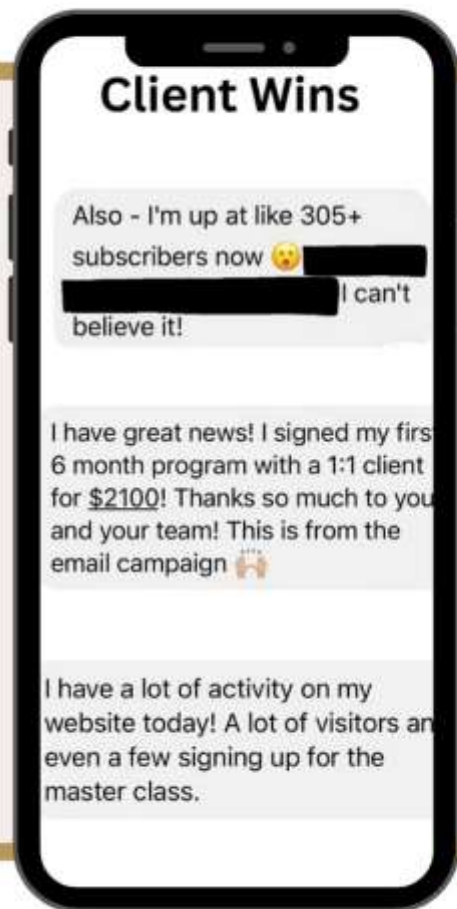 Client Wins
Also - I'm up at like 305+
subscribers now 😮
I can't
believe it!
I have great news! I signed my firs
6 month program with a 1:1 client
for $2100! Thanks so much to you
and your team! This is from the
email campaign 🙌🏼
I have a lot of activity on my
website today! A lot of visitors an
even a few signing up for the
master class.